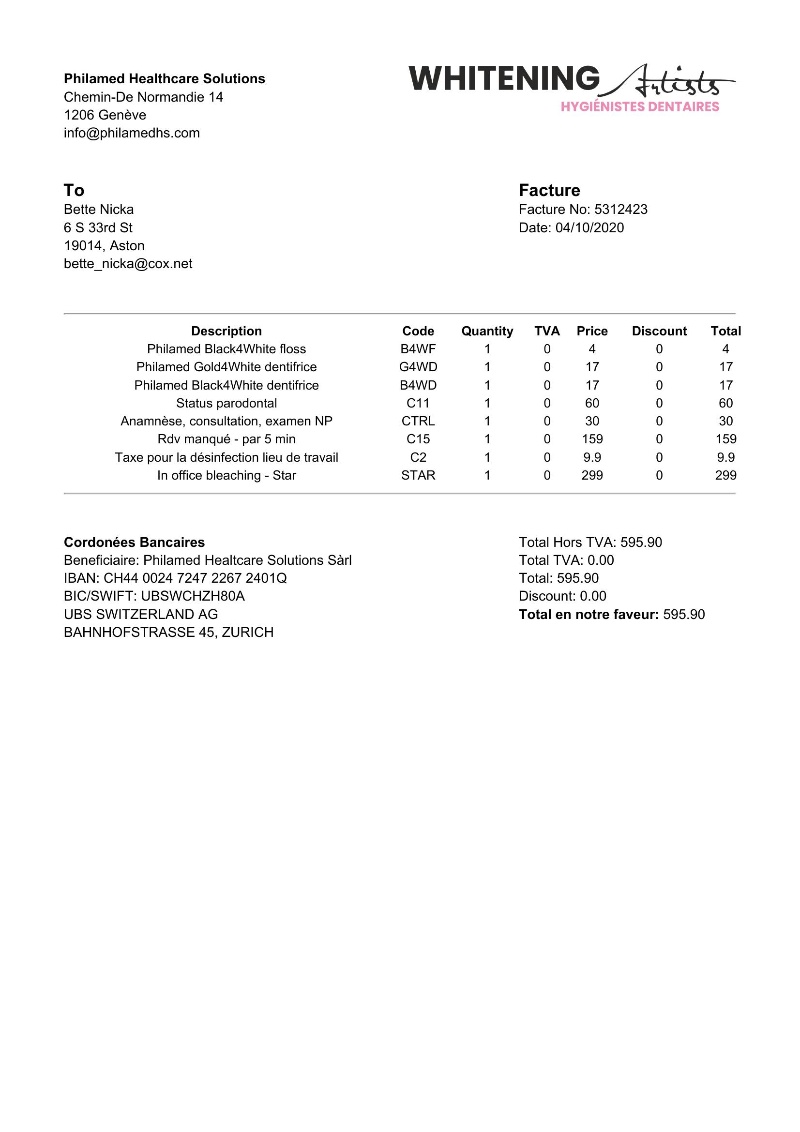 Philamed Healthcare Solutions
Chemin-De Normandie 14
1206 Genève
info@philamedhs.com
WHITENING Artists
HYGIÉNISTES DENTAIRES
To
Bette Nicka
6 S 33rd St
19014, Aston
bette_nicka@cox.net
Facture
Facture No: 5312423
Date: 04/10/2020
Description Code Quantity TVA Price Discount Total
Philamed Black4White floss B4WF 1 0 4 0 4
Philamed Gold4White dentifrice G4WD 1 0 17 0 17
Philamed Black4White dentifrice B4WD 1 0 17 0 17
Status parodontal C11 1 0 60 0 60
Anamnèse, consultation, examen NP CTRL 1 0 30 0 30
Rdv manqué - par 5 min C15 1 0 159 0 159
Taxe pour la désinfection lieu de travail C2 1 0 9.9 0 9.9
In office bleaching - Star STAR 1 0 299 0 299
Cordonées Bancaires
Beneficiaire: Philamed Healtcare Solutions Sàrl
IBAN: CH44 0024 7247 2267 2401Q
BIC/SWIFT: UBSWCHZH80A
UBS SWITZERLAND AG
BAHNHOFSTRASSE 45, ZURICH
Total Hors TVA: 595.90
Total TVA: 0.00
Total: 595.90
Discount: 0.00
Total en notre faveur: 595.90